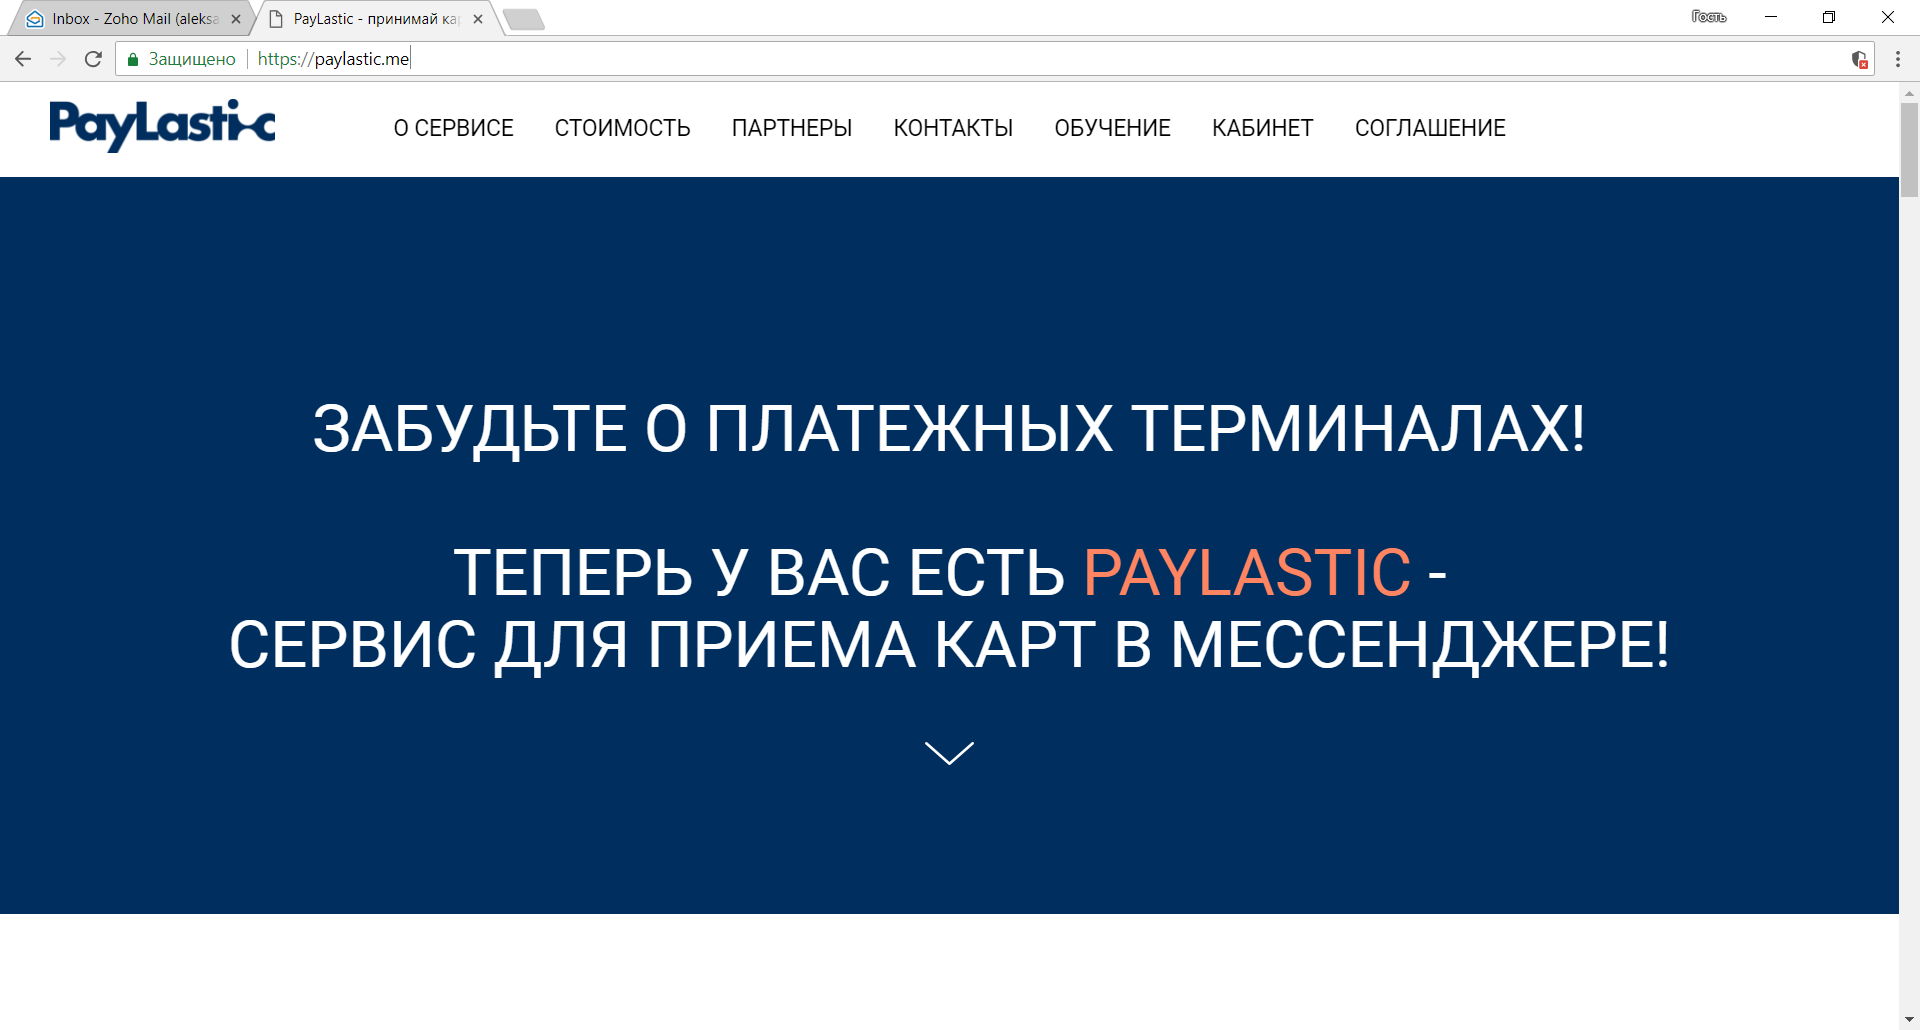 Inbox - Zoho Mail (aleksa
PayLastic - принимай ка
Гость
Защищено
https://paylastic.me
PayLastic
О СЕРВИСЕ
СТОИМОСТЬ
ПАРТНЕРЫ
КОНТАКТЫ
ОБУЧЕНИЕ
КАБИНЕТ
СОГЛАШЕНИЕ
ЗАБУДЬТЕ О ПЛАТЕЖНЫХ ТЕРМИНАЛАХ!
ТЕПЕРЬ У ВАС ЕСТЬ PAYLASTIC -
СЕРВИС ДЛЯ ПРИЕМА КАРТ В МЕССЕНДЖЕРЕ!